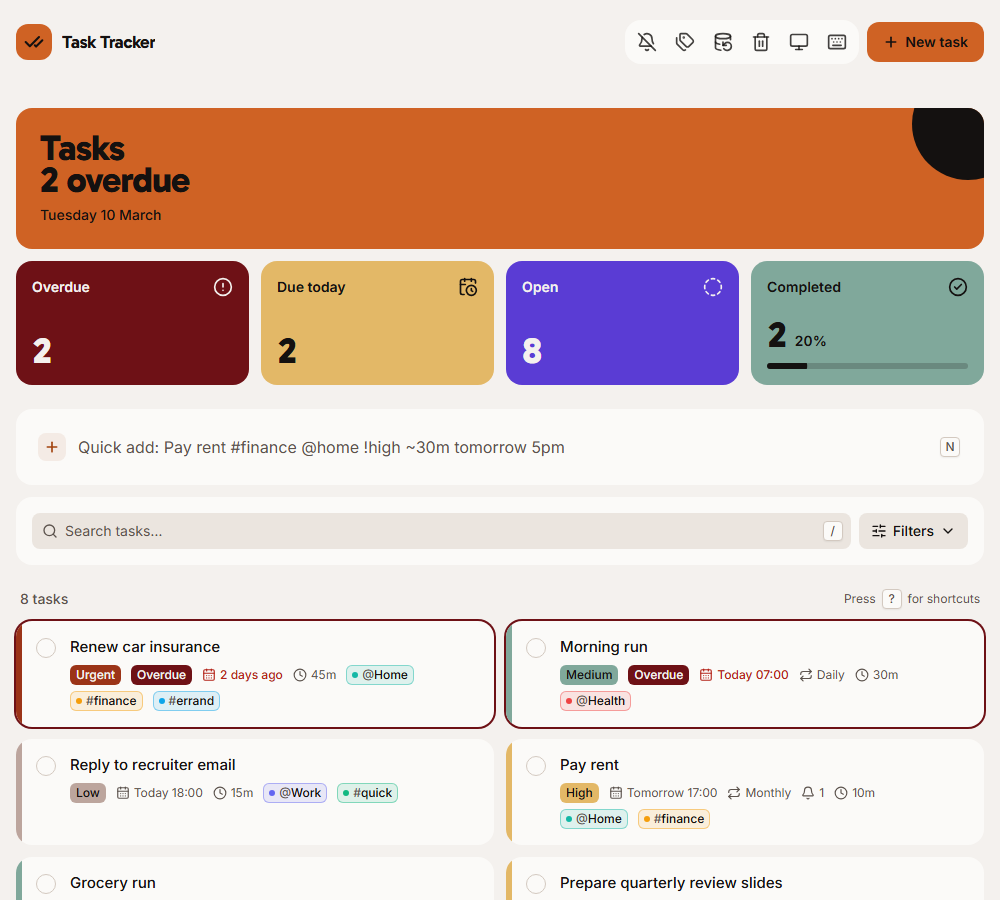 Task Tracker
New task
Tasks
2 overdue
Tuesday 10 March
Overdue
2
Due today
2
Open
8
Completed
2 20%
Quick add: Pay rent #finance @home !high ~30m tomorrow 5pm
N
Search tasks...
/
Filters
8 tasks
Press ? for shortcuts
Renew car insurance
Urgent Overdue 2 days ago 45m @Home
#finance #errand
Morning run
Medium Overdue Today 07:00 Daily 30m
@Health
Reply to recruiter email
Low Today 18:00 15m @Work #quick
Pay rent
High Tomorrow 17:00 Monthly 1 10m
@Home #finance
Grocery run
Prepare quarterly review slides